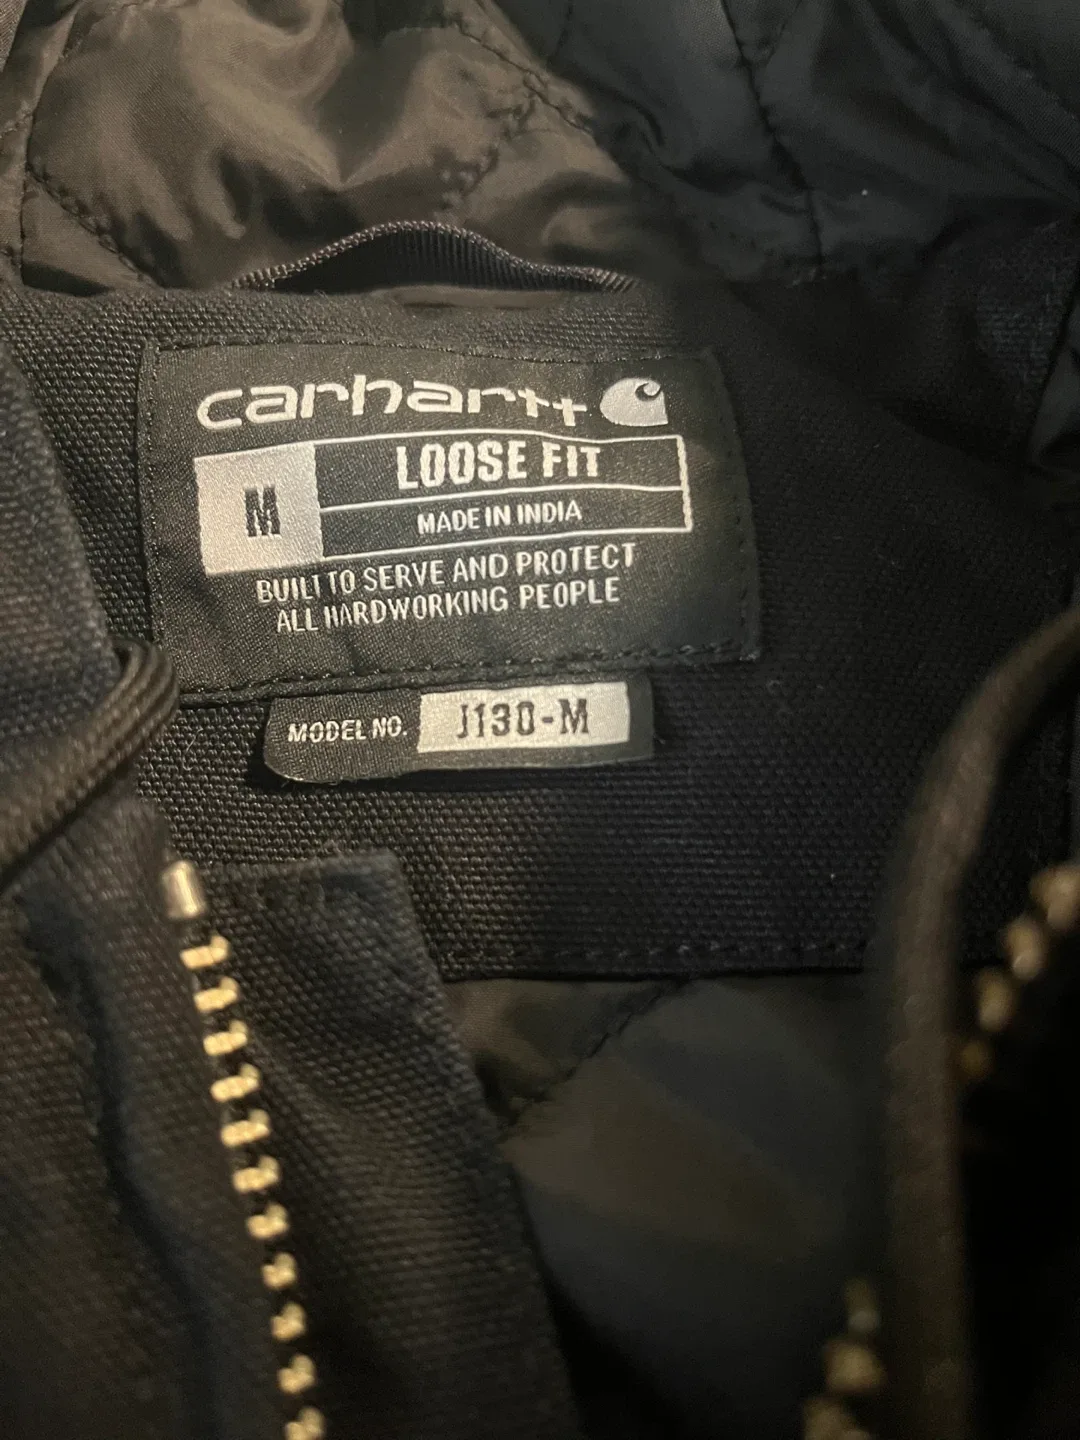 carhartt
M
LOOSE FIT
MADE IN INDIA
BUILT TO SERVE AND PROTECT
ALL HARDWORKING PEOPLE
MODEL NO. J130-M